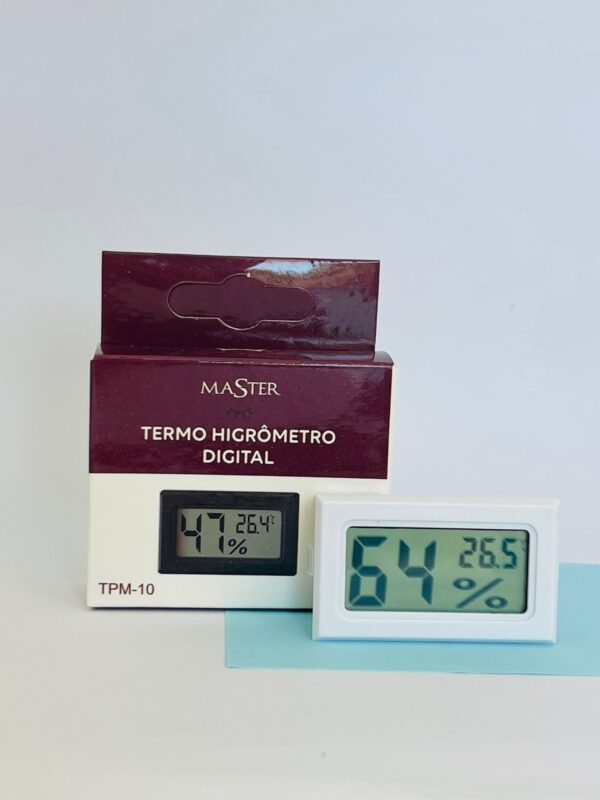 MASTER
TERMO HIGRÔMETRO
DIGITAL
47% 26.4°C
TPM-10
64% 26.5°